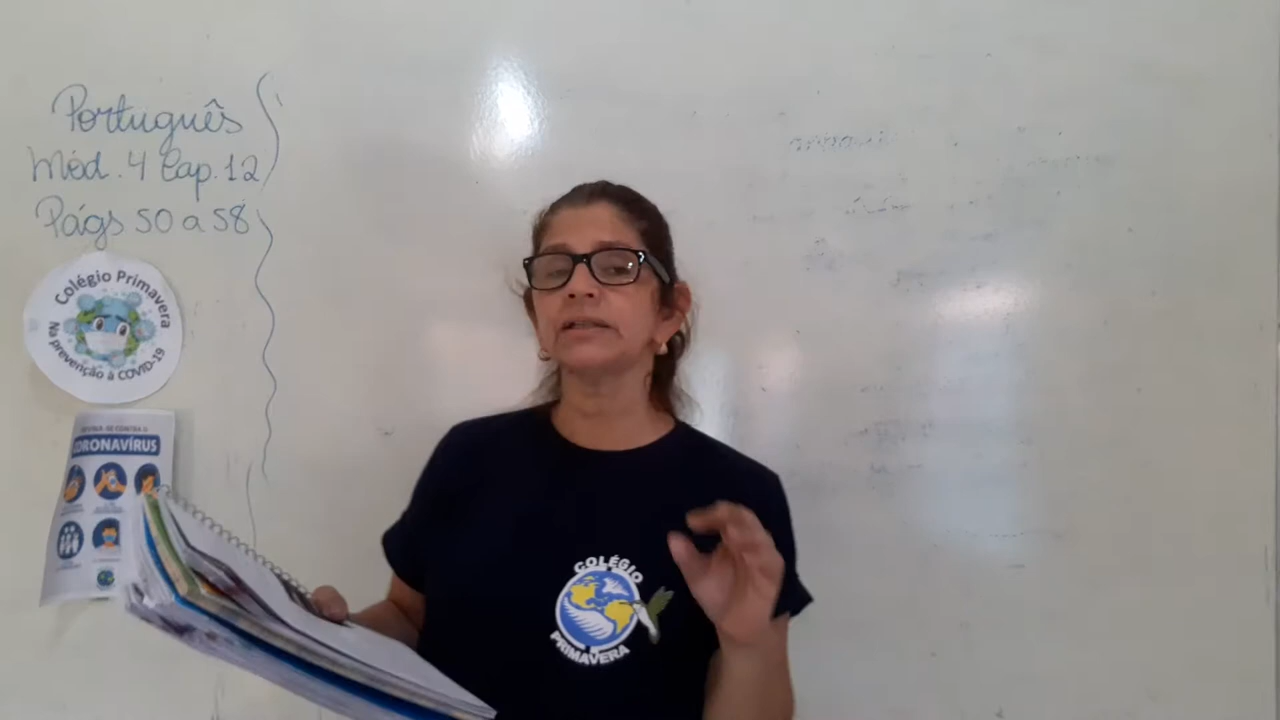 Português
Mód. 4 Cap. 12
Págs 50 a 58
Colégio Primavera
Na prevenção à COVID-19
CORONAVÍRUS
COLÉGIO
PRIMAVERA